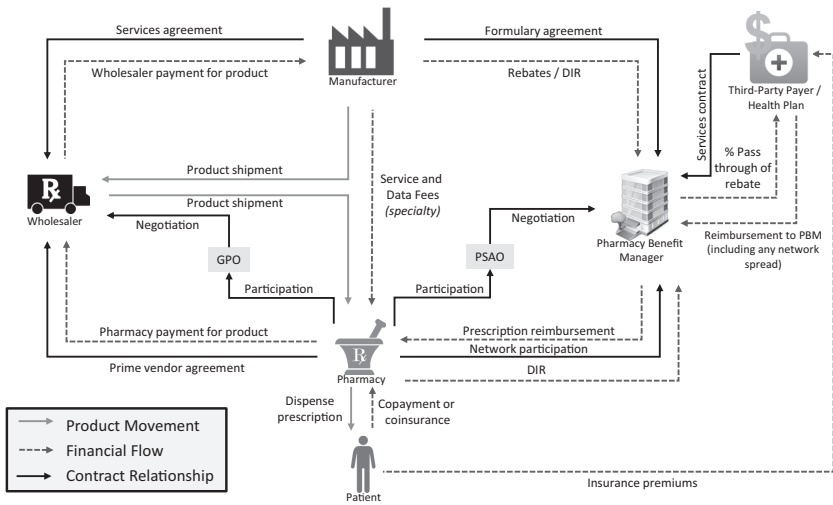 Services agreement
Formulary agreement
Wholesaler payment for product
Manufacturer
Rebates / DIR
Third-Party Payer /
Health Plan
Services contract
% Pass
through of
rebate
Product shipment
Service and
Data Fees
(specialty)
Rx
Wholesaler
Product shipment
Negotiation
Negotiation
Pharmacy Benefit
Manager
Reimbursement to PBM
(including any network
spread)
GPO
PSAO
Participation
Participation
Pharmacy payment for product
Prescription reimbursement
Rx
Network participation
Prime vendor agreement
Pharmacy
DIR
Dispense
prescription
Copayment or
coinsurance
Product Movement
Financial Flow
Contract Relationship
Insurance premiums
Patient